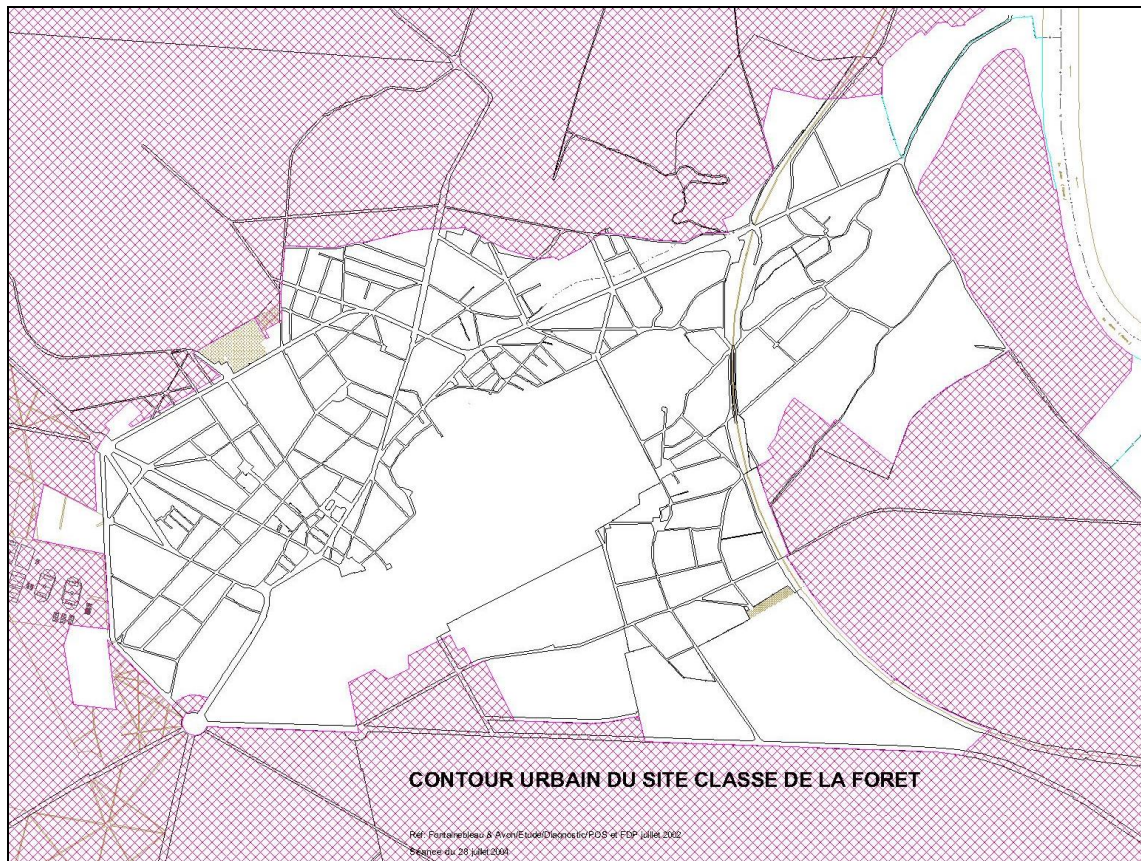 CONTOUR URBAIN DU SITE CLASSE DE LA FORET
Réf: Fontainebleau & Avon/Etude/Diagnostic/POS et FDP juillet 2002
Séance du 28 juillet 2004